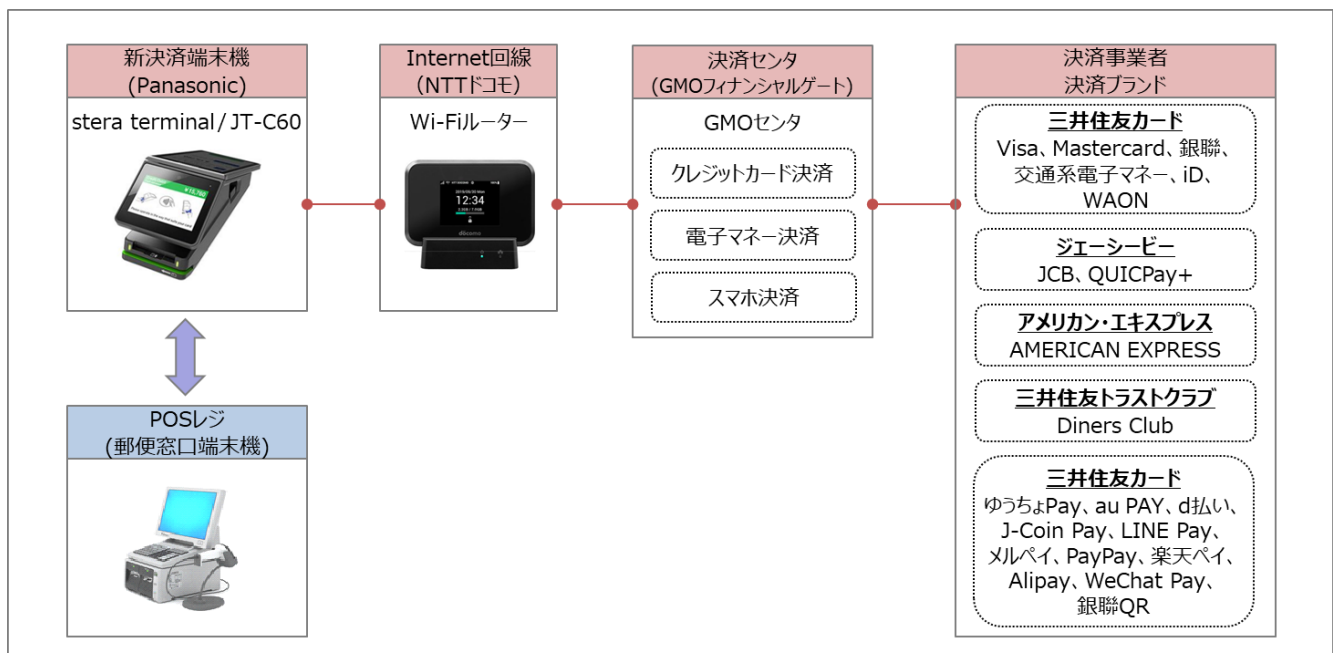 新決済端末機
(Panasonic)
stera terminal/JT-C60
¥10,760
Internet回線
(NTTドコモ)
Wi-Fiルーター
12:34
docomo
決済センタ
(GMOフィナンシャルゲート)
GMOセンタ
クレジットカード決済
電子マネー決済
スマホ決済
決済事業者
決済ブランド
三井住友カード
Visa、Mastercard、銀聯、
交通系電子マネー、iD、
WAON
ジェーシービー
JCB、QUICPay+
アメリカン・エキスプレス
AMERICAN EXPRESS
三井住友トラストクラブ
Diners Club
三井住友カード
ゆうちょPay、au PAY、d払い、
J-Coin Pay、LINE Pay、
メルペイ、PayPay、楽天ペイ、
Alipay、WeChat Pay、
銀聯QR
POSレジ
(郵便窓口端末機)